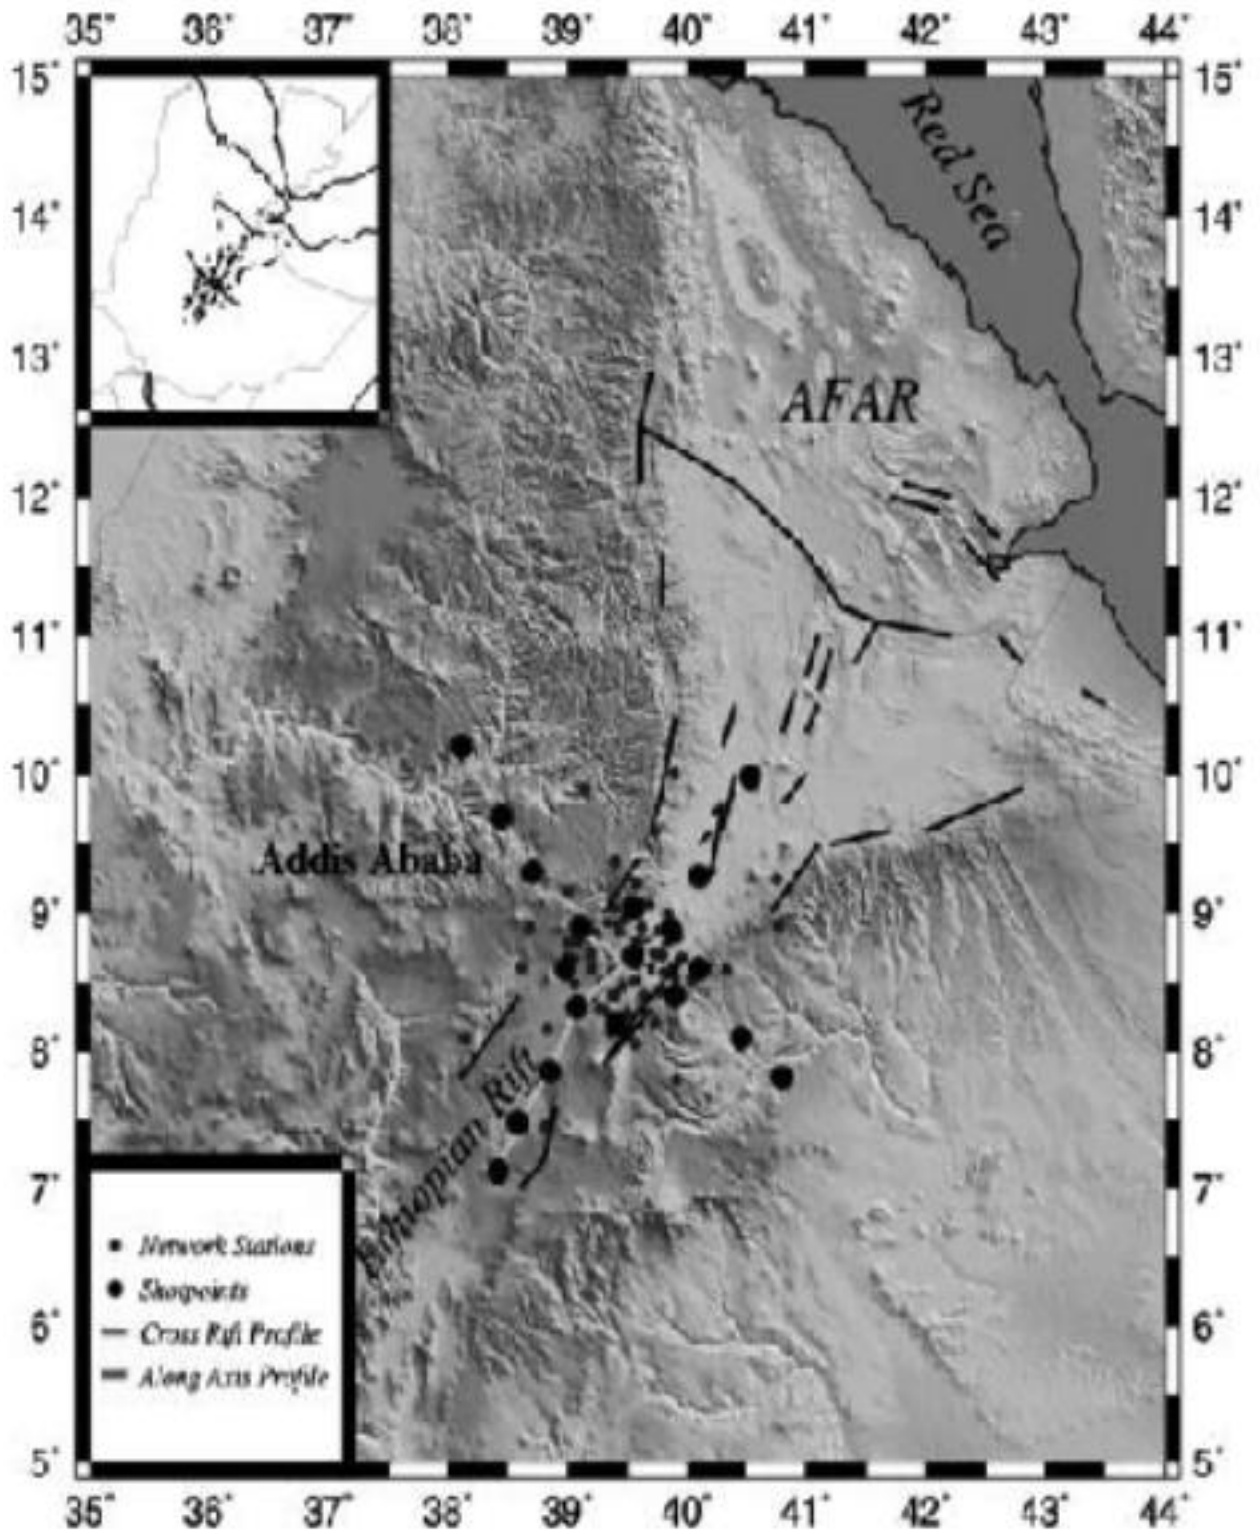 35° 36° 37° 38° 39° 40° 41° 42° 43° 44°
15° 15°
Red Sea
14° 14°
13° 13°
AFAR
12° 12°
11° 11°
10° 10°
Addis Ababa
9° 9°
8° 8°
Ethiopian Rift
7° 7°
Network Stations
Shotpoints
6° 6°
Cross Rift Profile
Along Axis Profile
5° 5°
35° 36° 37° 38° 39° 40° 41° 42° 43° 44°